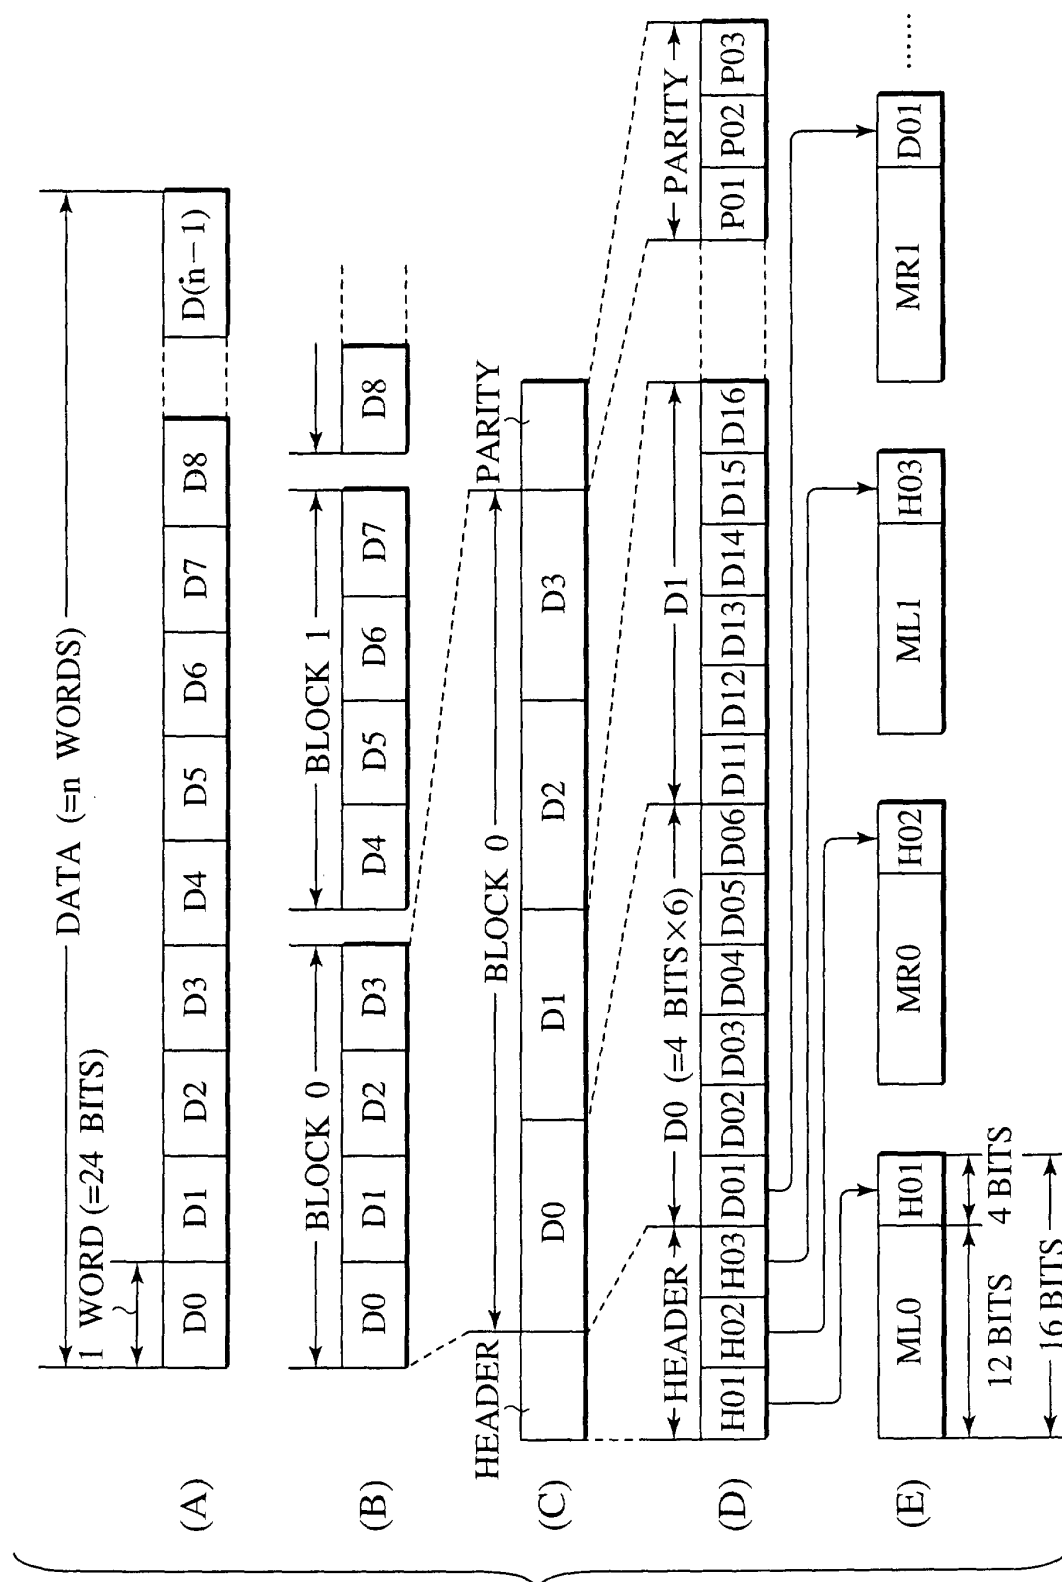 (A)
DATA (=n WORDS)
1 WORD (=24 BITS)
D0 D1 D2 D3 D4 D5 D6 D7 D8 D(n−1)
(B)
BLOCK 0 BLOCK 1
D0 D1 D2 D3 D4 D5 D6 D7 D8
(C)
HEADER BLOCK 0 PARITY
D0 D1 D2 D3
(D)
HEADER D0 (=4 BITS×6) D1 PARITY
H01 H02 H03 D01 D02 D03 D04 D05 D06 D11 D12 D13 D14 D15 D16 P01 P02 P03
(E)
ML0 H01 MR0 H02 ML1 H03 MR1 D01 ......
12 BITS 4 BITS
16 BITS